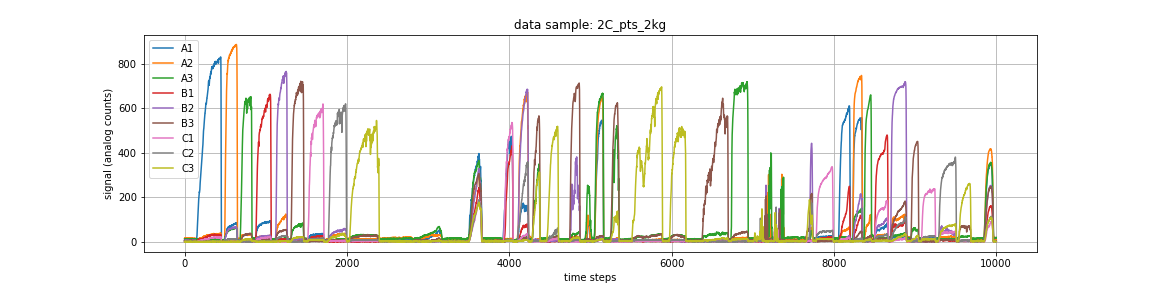 data sample: 2C_pts_2kg
signal (analog counts)
800
600
400
200
0
A1
A2
A3
B1
B2
B3
C1
C2
C3
0 2000 4000 6000 8000 10000
time steps